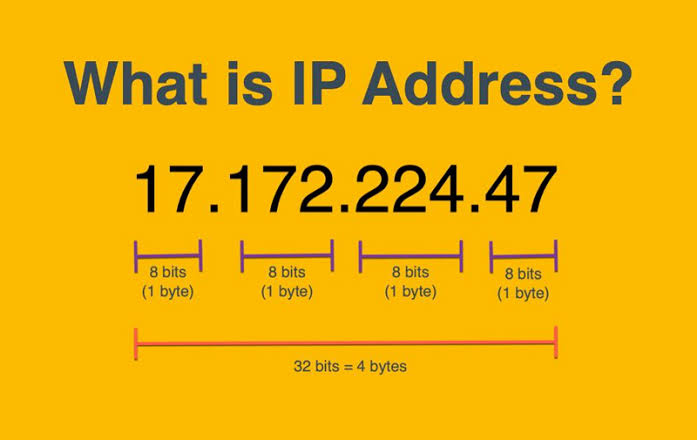 What is IP Address?
17.172.224.47
8 bits 8 bits 8 bits 8 bits
(1 byte) (1 byte) (1 byte) (1 byte)
32 bits = 4 bytes